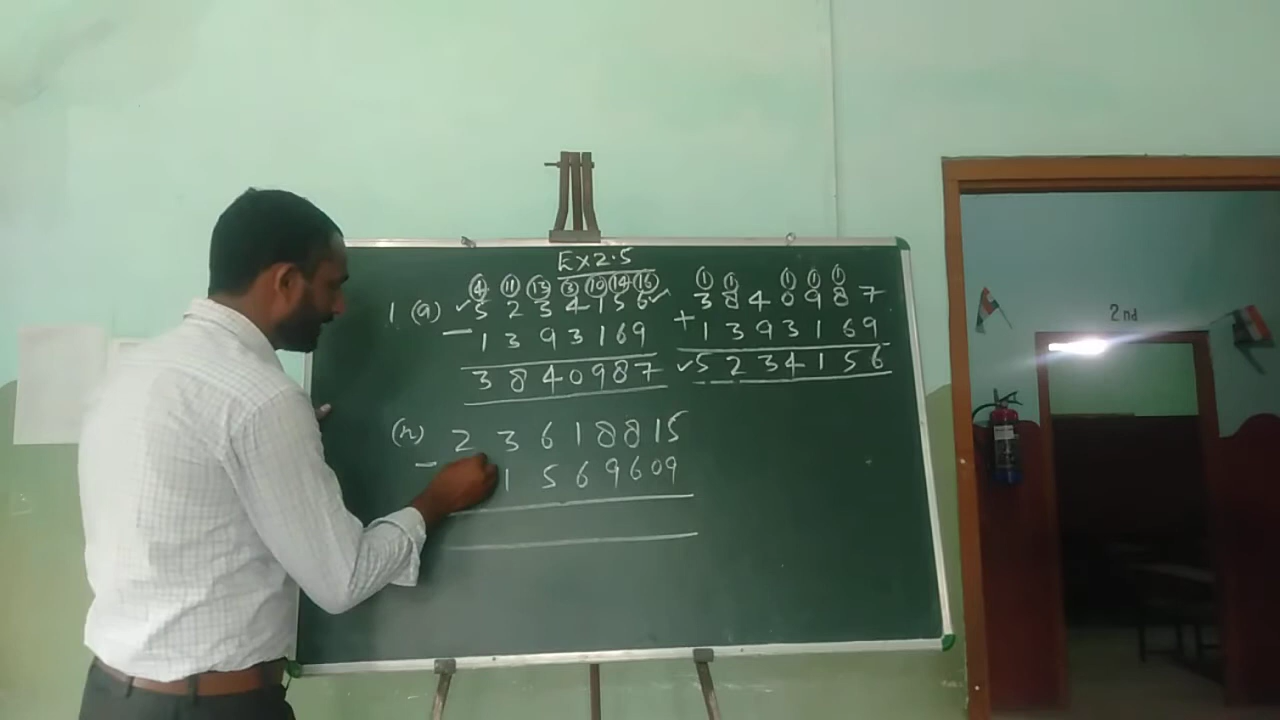 Ex 2.5
④ ⑪ ⑬ ③ ⑩ ⑭ ⑯
1 (a) ✓5 2 3 4 1 5 6✓
− 1 3 9 3 1 6 9
3 8 4 0 9 8 7
① ① ① ① ①
3 8 4 0 9 8 7
+ 1 3 9 3 1 6 9
✓5 2 3 4 1 5 6
(h) 2 3 6 1 8 8 1 5
− 1 5 6 9 6 0 9
2nd